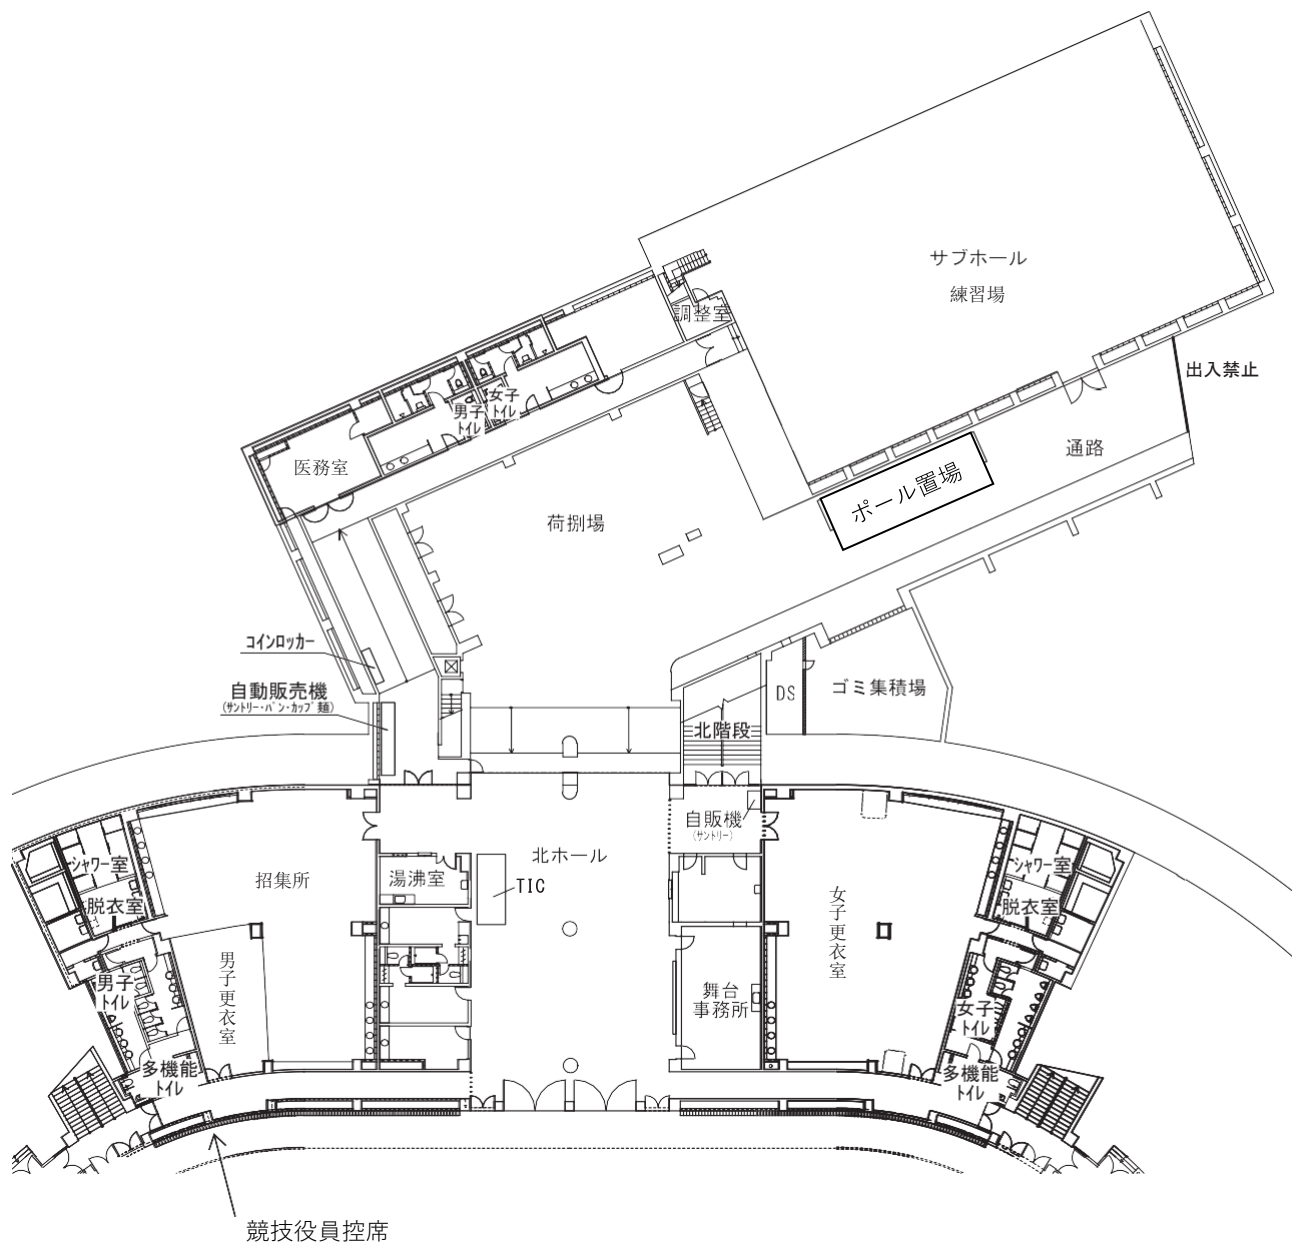 サブホール
練習場
調整室
出入禁止
女子
トイレ
男子
トイレ
通路
医務室
ポール置場
荷捌場
コインロッカー
自動販売機
(サントリー・パン・カップ麺)
DS
ゴミ集積場
北階段
自販機
(サントリー)
北ホール
TIC
湯沸室
招集所
シャワー室
脱衣室
男子更衣室
男子
トイレ
多機能
トイレ
女子更衣室
シャワー室
脱衣室
舞台
事務所
女子
トイレ
多機能
トイレ
競技役員控席